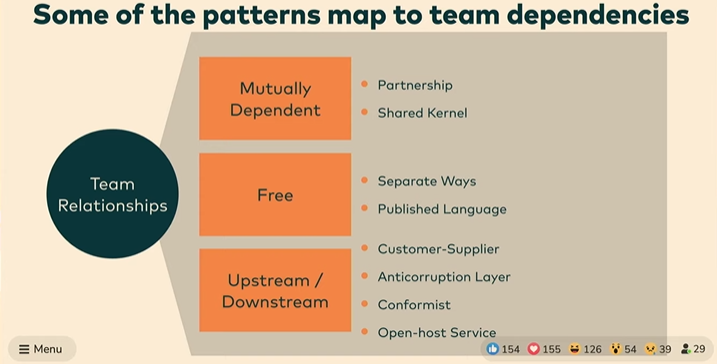 Some of the patterns map to team dependencies
Team
Relationships
Mutually
Dependent
Partnership
Shared Kernel
Free
Separate Ways
Published Language
Upstream /
Downstream
Customer-Supplier
Anticorruption Layer
Conformist
Open-host Service
Menu
154 155 126 54 39 29